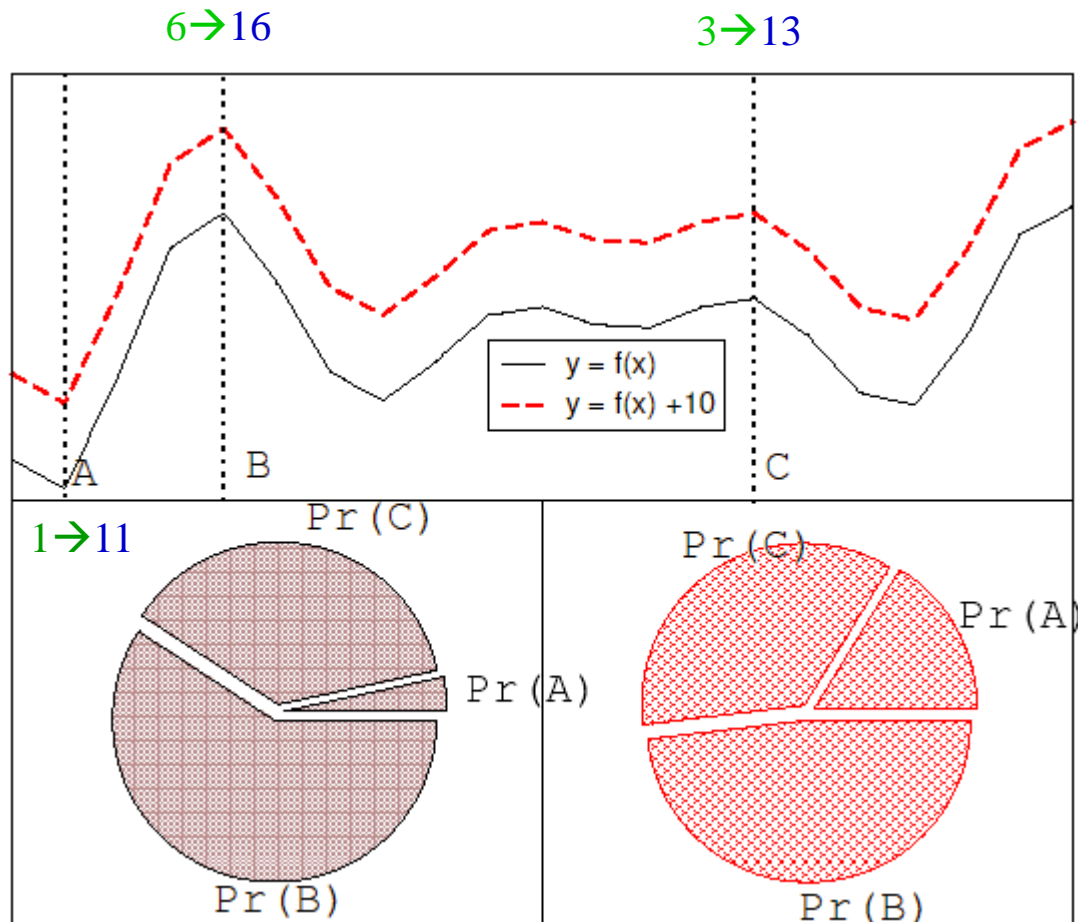 6→16
3→13
y = f(x)
y = f(x) +10
A
B
C
1→11
Pr(C)
Pr(A)
Pr(B)
Pr(C)
Pr(A)
Pr(B)